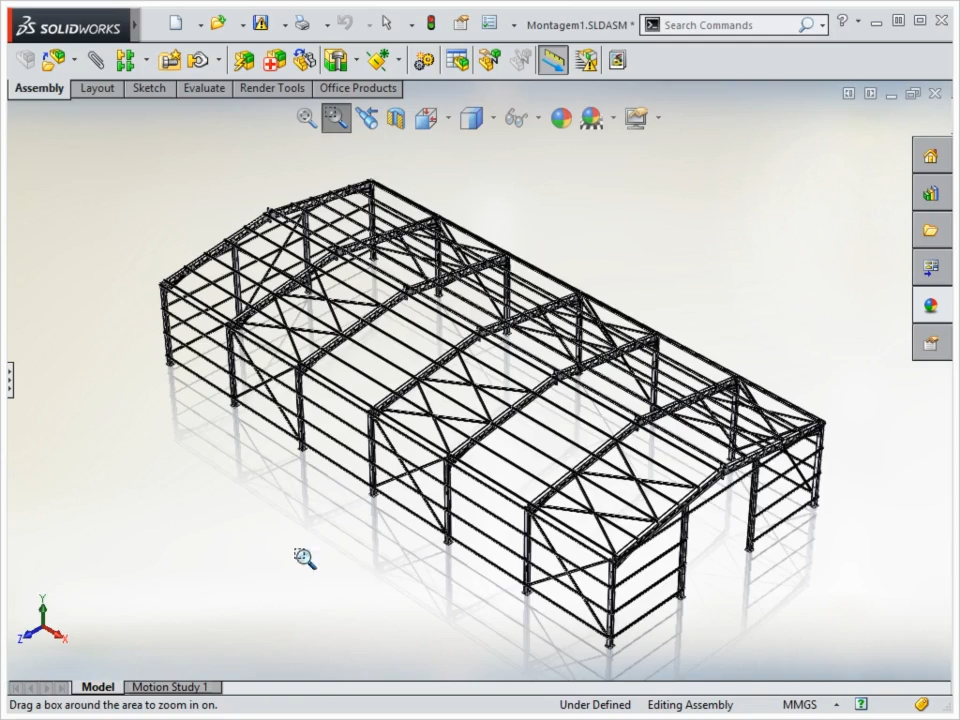 SOLIDWORKS
Montagem1.SLDASM *
Search Commands
?
Assembly
Layout
Sketch
Evaluate
Render Tools
Office Products
Y
Z
X
Model
Motion Study 1
Drag a box around the area to zoom in on.
Under Defined
Editing Assembly
MMGS
?